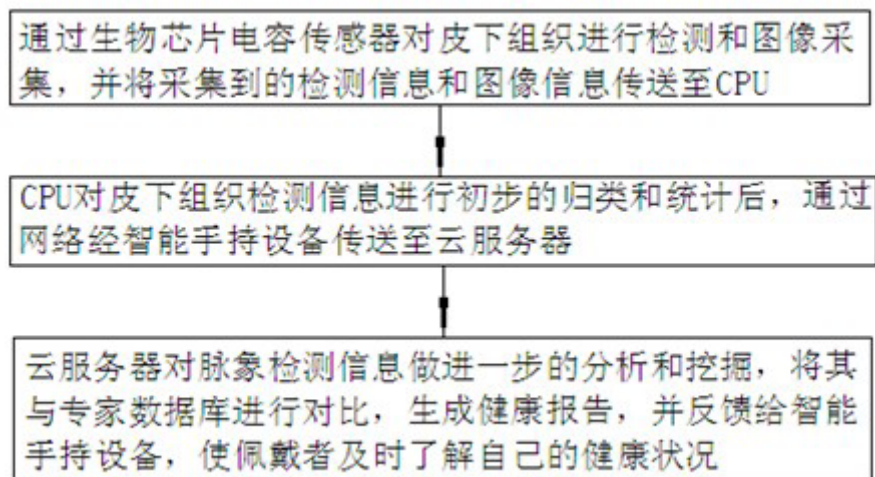 通过生物芯片电容传感器对皮下组织进行检测和图像采
集，并将采集到的检测信息和图像信息传送至CPU
CPU对皮下组织检测信息进行初步的归类和统计后，通过
网络经智能手持设备传送至云服务器
云服务器对脉象检测信息做进一步的分析和挖掘，将其
与专家数据库进行对比，生成健康报告，并反馈给智能
手持设备，使佩戴者及时了解自己的健康状况